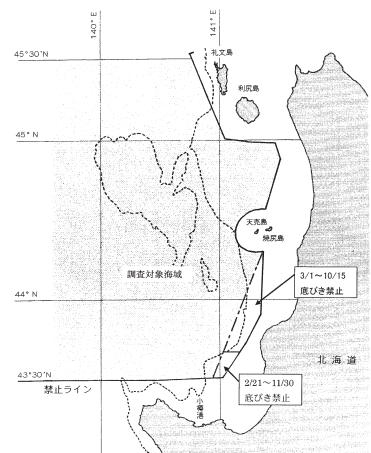 140° E
141° E
45°30'N
礼文島
利尻島
45° N
天売島
焼尻島
調査対象海域
3/1～10/15
底びき禁止
44° N
北海道
43°30'N
禁止ライン
2/21～11/30
底びき禁止
小樽港